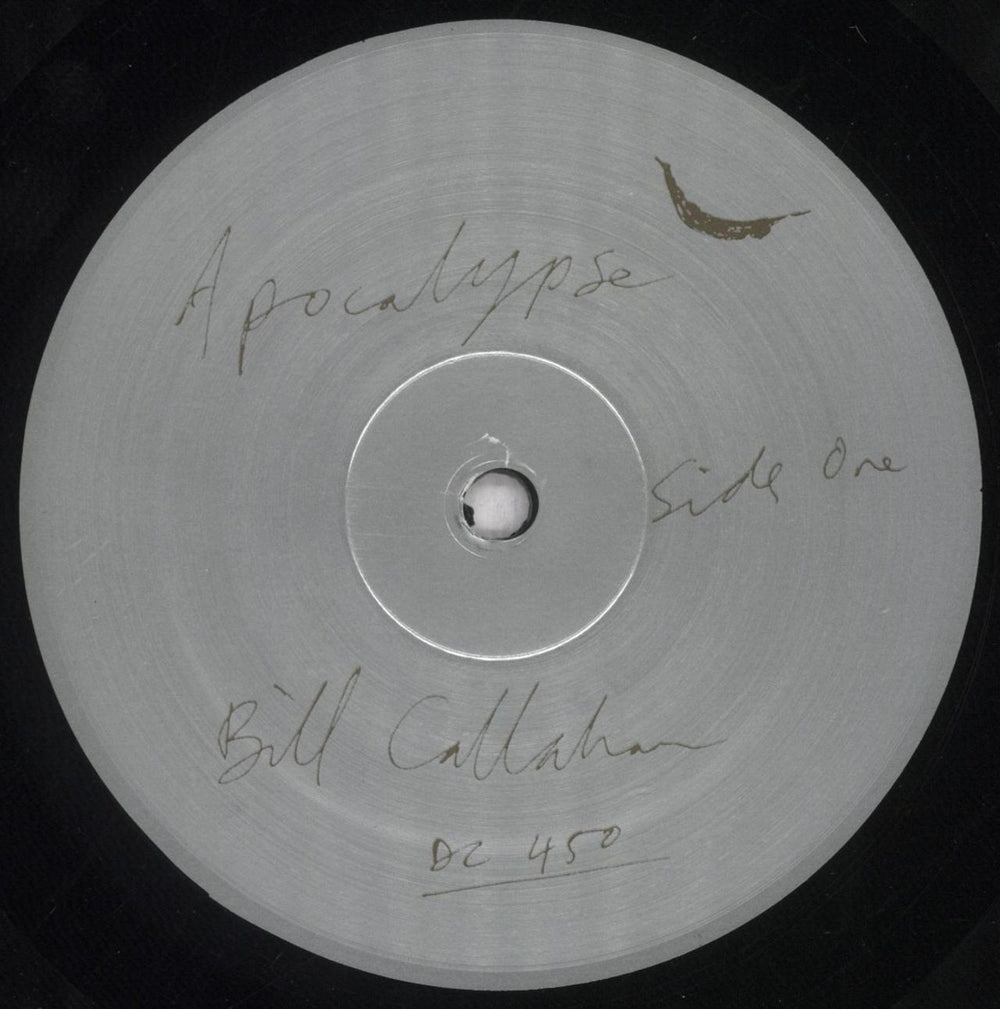 Apocalypse
Side One
Bill Callahan
DC 450